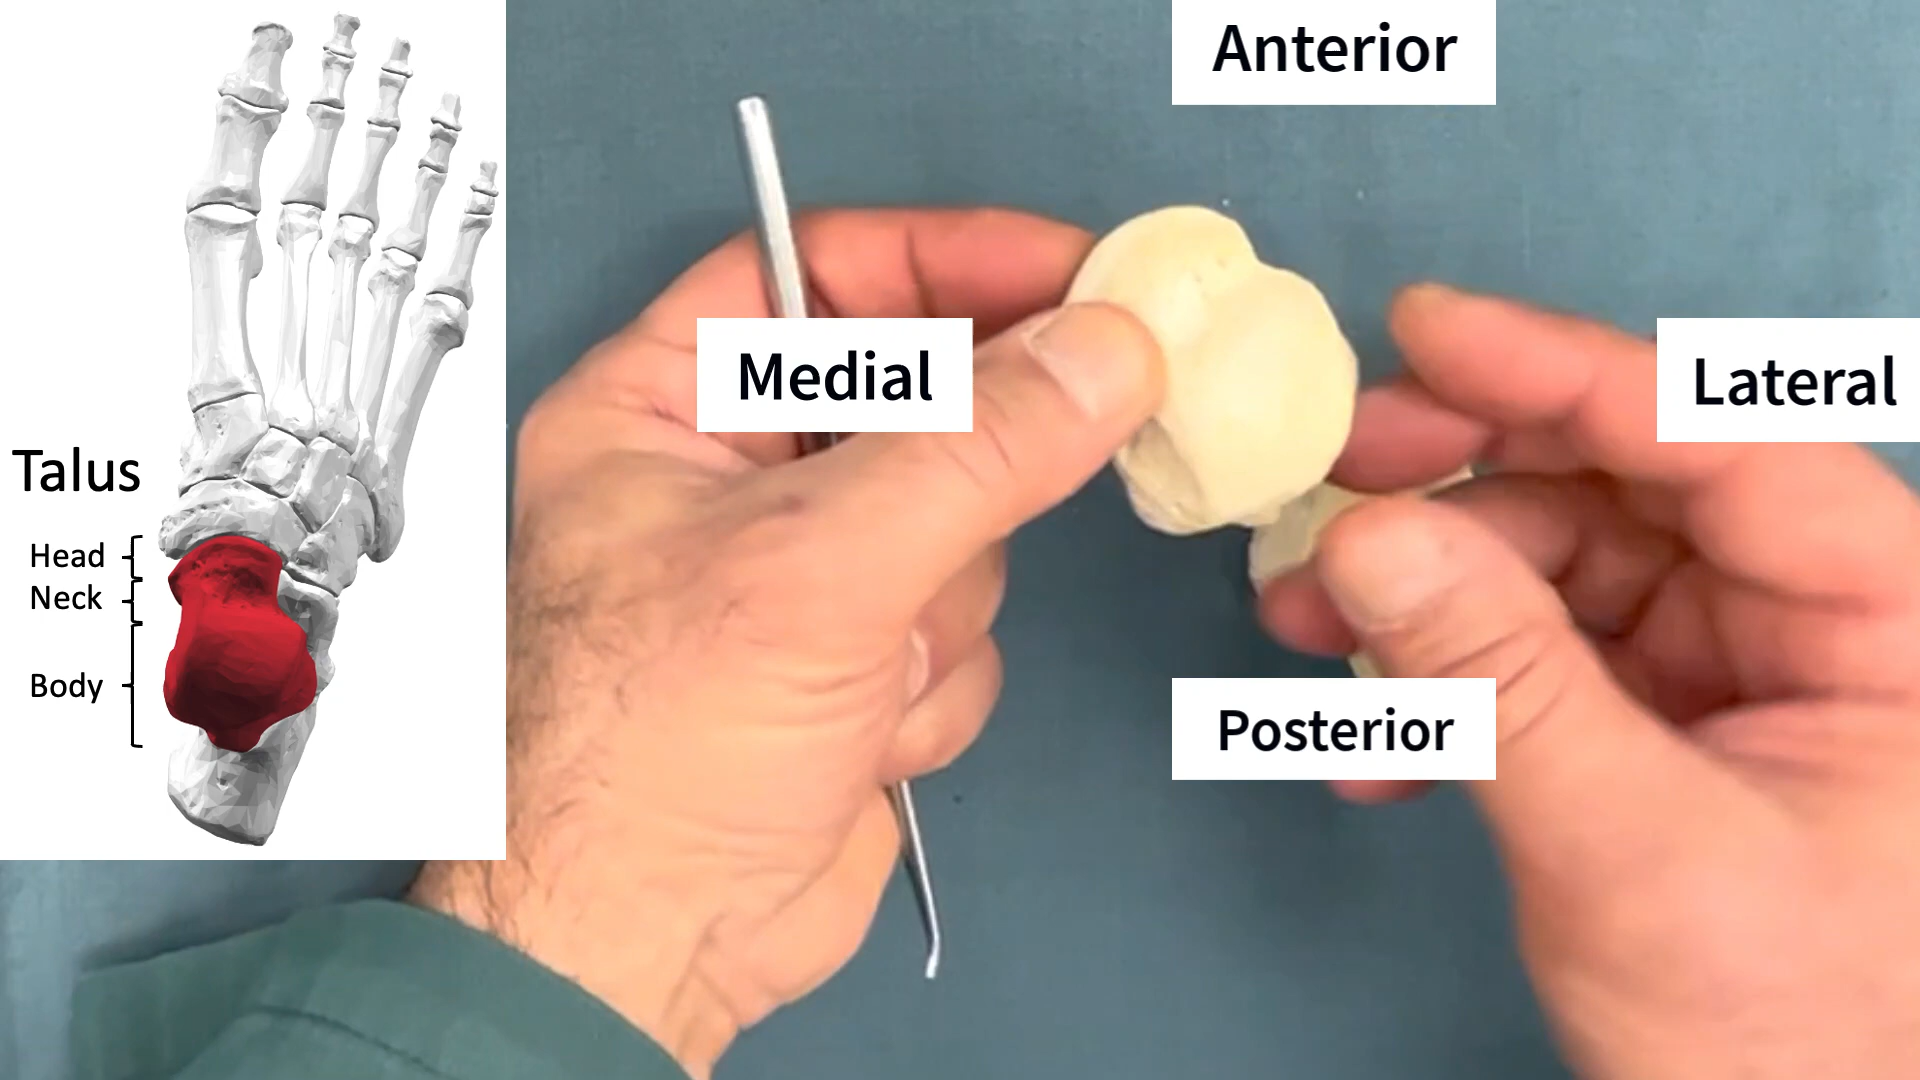 Talus
Head
Neck
Body
Anterior
Medial
Lateral
Posterior